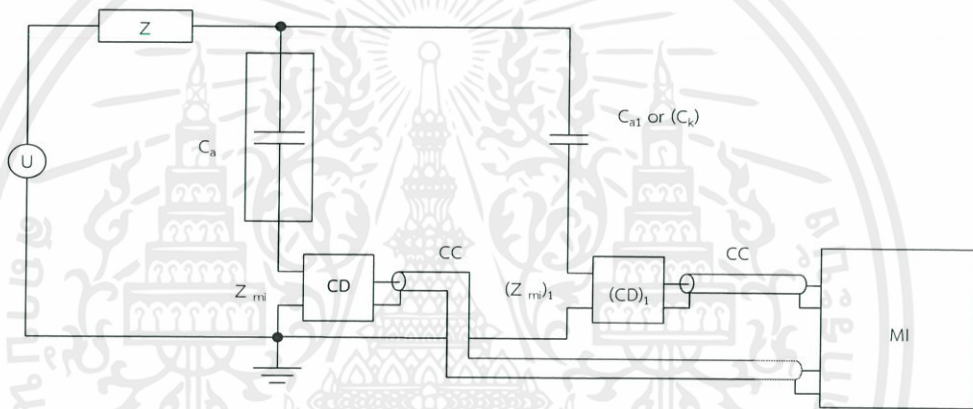 Z
U
C_a
C_a1 or (C_k)
Z_mi
CD
CC
(Z_mi)_1
(CD)_1
CC
MI